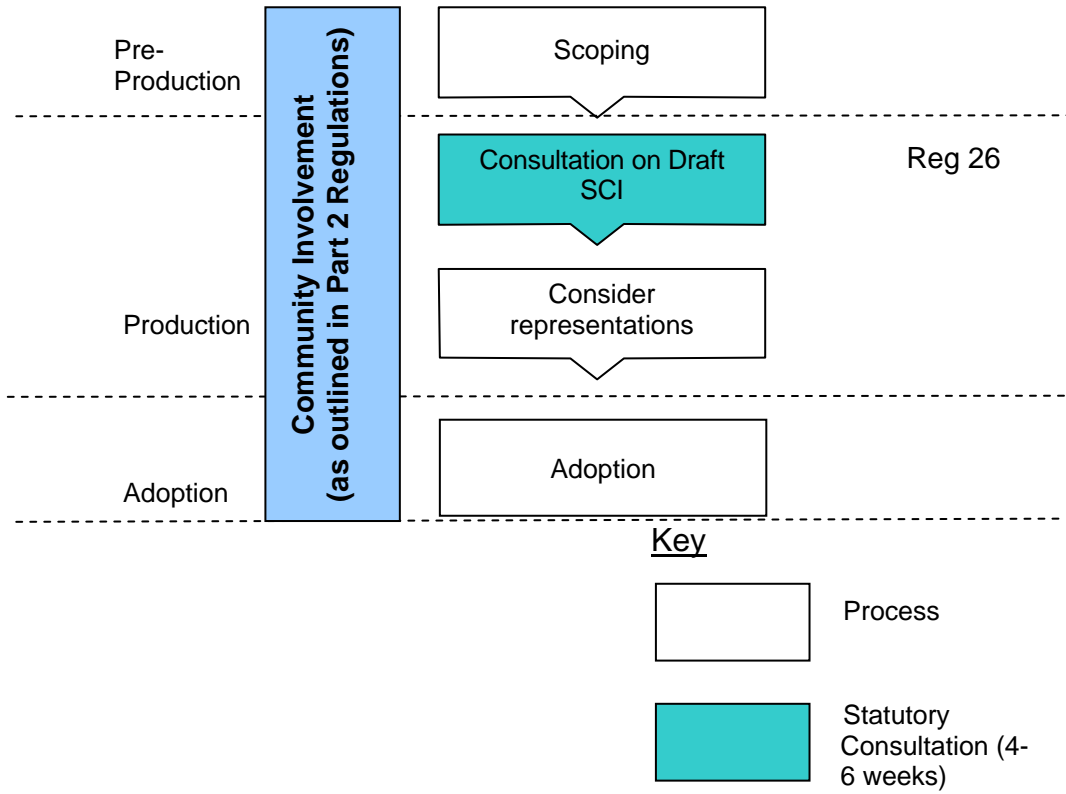 Pre-
Production
Community Involvement
(as outlined in Part 2 Regulations)
Scoping
Consultation on Draft
SCI
Reg 26
Production
Consider
representations
Adoption
Adoption
Key
Process
Statutory
Consultation (4-
6 weeks)